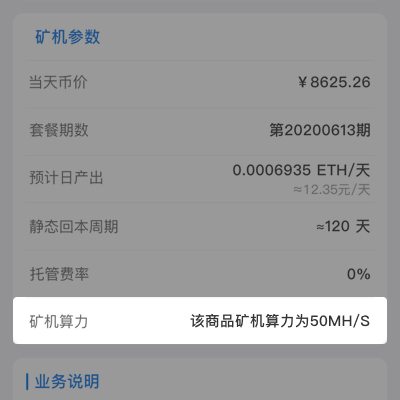 矿机参数
当天币价
¥8625.26
套餐期数
第20200613期
预计日产出
0.0006935 ETH/天
≈12.35元/天
静态回本周期
≈120 天
托管费率
0%
矿机算力
该商品矿机算力为50MH/S
业务说明